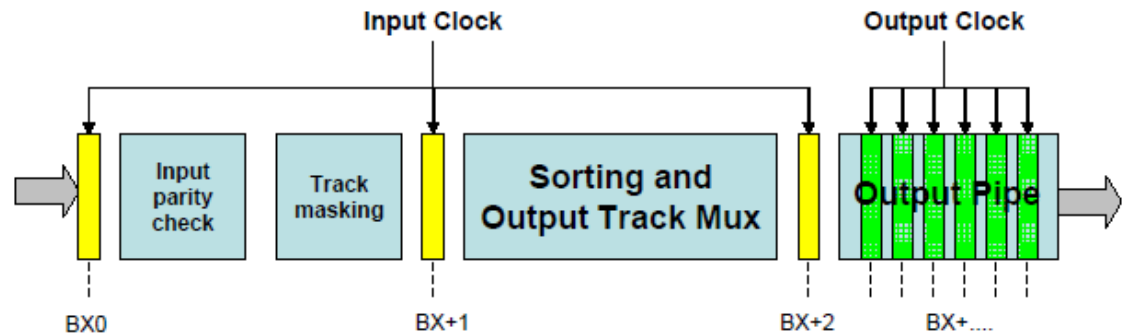 Input Clock
Output Clock
Input
parity
check
Track
masking
Sorting and
Output Track Mux
Output Pipe
BX0
BX+1
BX+2
BX+....